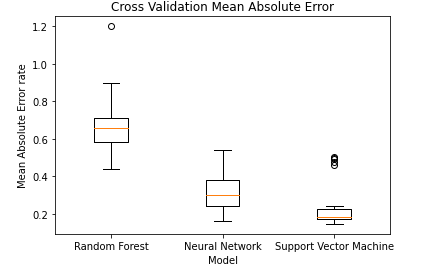 Cross Validation Mean Absolute Error
Mean Absolute Error rate
1.2
1.0
0.8
0.6
0.4
0.2
Random Forest
Neural Network
Support Vector Machine
Model